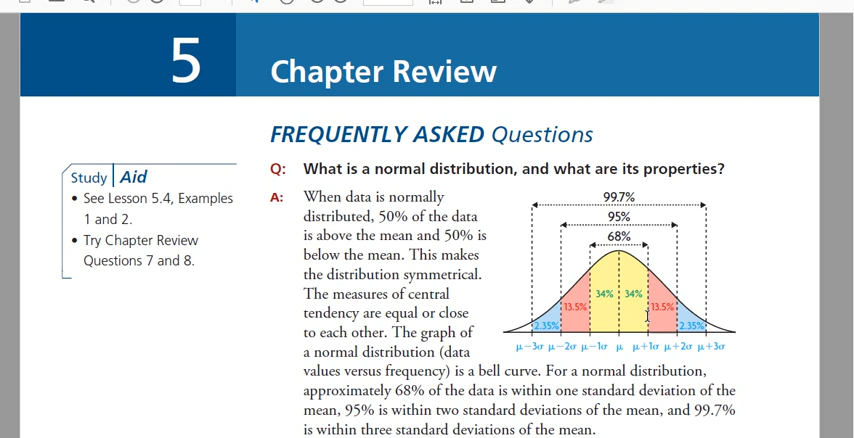 5
Chapter Review
FREQUENTLY ASKED Questions
Study Aid
• See Lesson 5.4, Examples
1 and 2.
• Try Chapter Review
Questions 7 and 8.
Q: What is a normal distribution, and what are its properties?
A: When data is normally
distributed, 50% of the data
is above the mean and 50% is
below the mean. This makes
the distribution symmetrical.
The measures of central
tendency are equal or close
to each other. The graph of
a normal distribution (data
values versus frequency) is a bell curve. For a normal distribution,
approximately 68% of the data is within one standard deviation of the
mean, 95% is within two standard deviations of the mean, and 99.7%
is within three standard deviations of the mean.
99.7%
95%
68%
34% 34%
13.5% 13.5%
2.35% 2.35%
μ−3σ μ−2σ μ−1σ μ μ+1σ μ+2σ μ+3σ